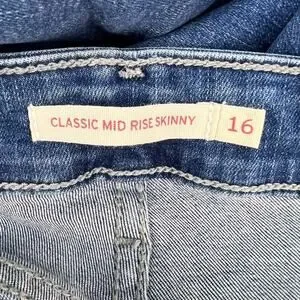 CLASSIC MID RISE SKINNY 16